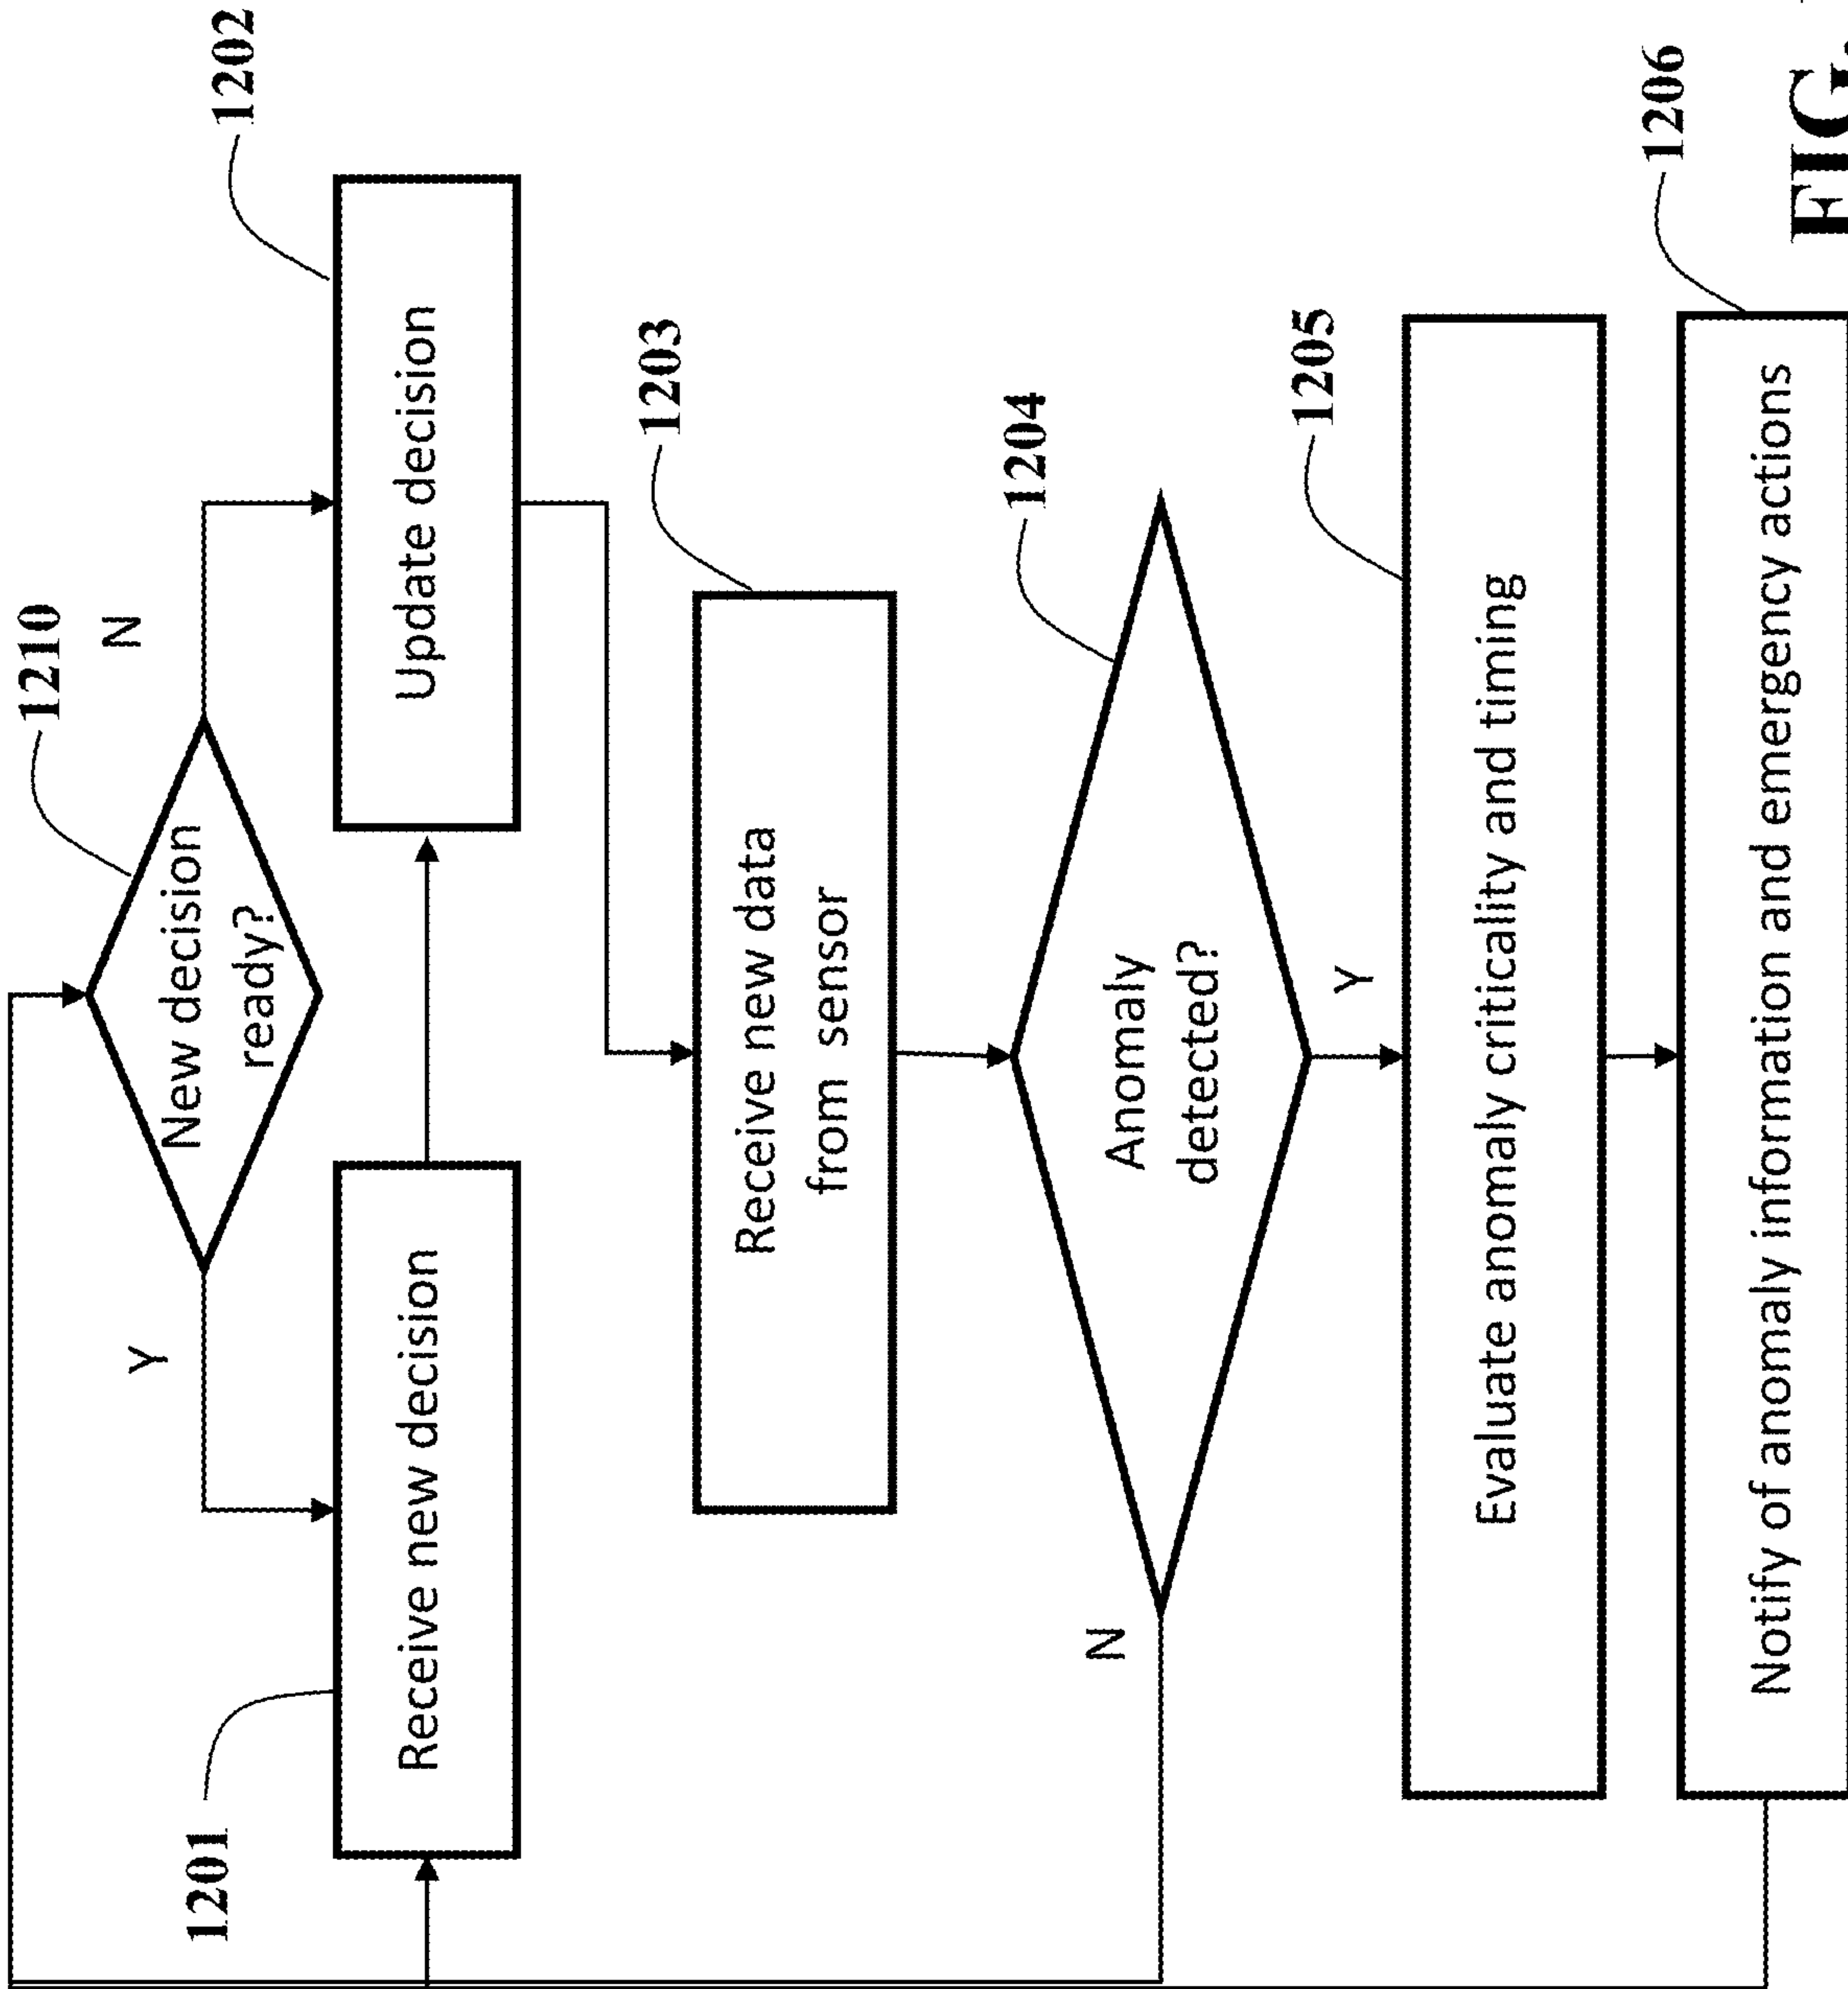 1210
New decision
ready?
Y
N
1201
Receive new decision
1202
Update decision
1203
Receive new data
from sensor
1204
Anomaly
detected?
N
Y
1205
Evaluate anomaly criticality and timing
1206
Notify of anomaly information and emergency actions
FIG.